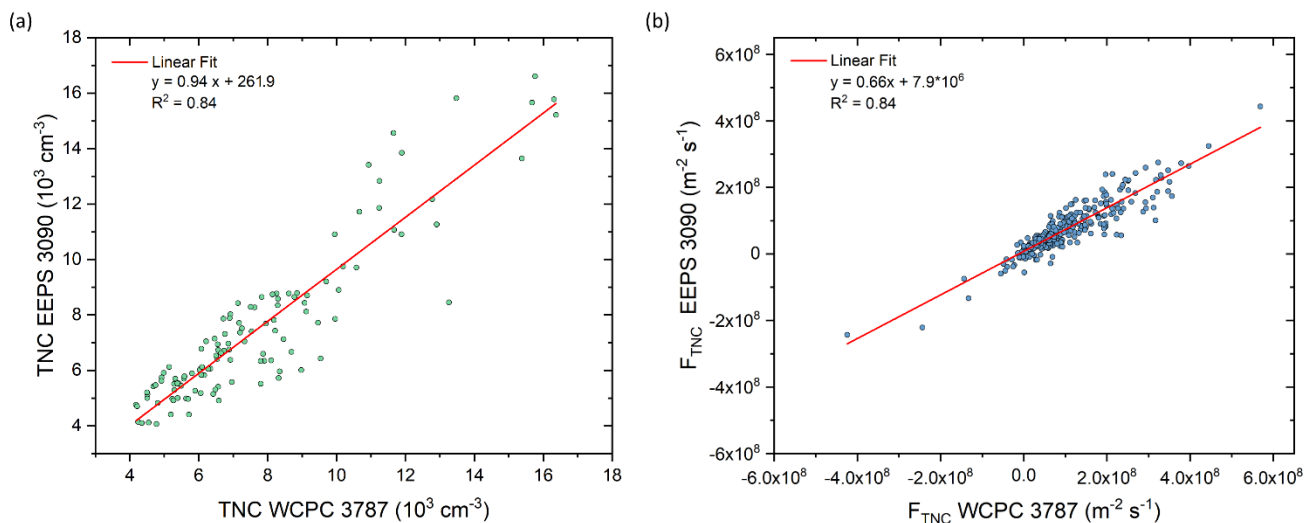 (a)
18
16
14
12
10
8
6
4
TNC EEPS 3090 (10³ cm⁻³)
Linear Fit
y = 0.94 x + 261.9
R² = 0.84
4 6 8 10 12 14 16 18
TNC WCPC 3787 (10³ cm⁻³)
(b)
6x10⁸
4x10⁸
2x10⁸
0
-2x10⁸
-4x10⁸
-6x10⁸
F_TNC EEPS 3090 (m⁻² s⁻¹)
Linear Fit
y = 0.66x + 7.9*10⁶
R² = 0.84
-6.0x10⁸ -4.0x10⁸ -2.0x10⁸ 0.0 2.0x10⁸ 4.0x10⁸ 6.0x10⁸
F_TNC WCPC 3787 (m⁻² s⁻¹)